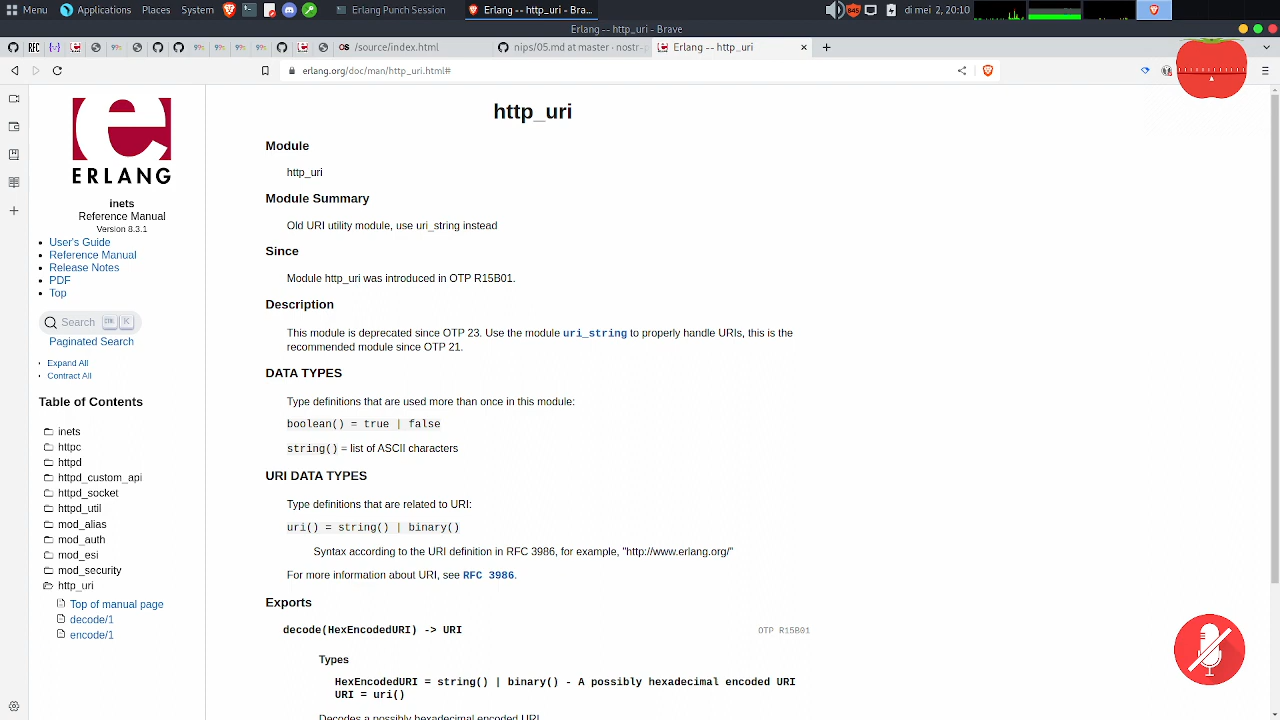 Menu Applications Places System Erlang Punch Session Erlang -- http_uri - Bra... 645 di mei 2, 20:10
Erlang -- http_uri - Brave
/source/index.html nips/05.md at master · nostr- Erlang -- http_uri
erlang.org/doc/man/http_uri.html#
ERLANG
inets
Reference Manual
Version 8.3.1
User's Guide
Reference Manual
Release Notes
PDF
Top
Search CTRL K
Paginated Search
Expand All
Contract All
Table of Contents
inets
httpc
httpd
httpd_custom_api
httpd_socket
httpd_util
mod_alias
mod_auth
mod_esi
mod_security
http_uri
Top of manual page
decode/1
encode/1
http_uri
Module
http_uri
Module Summary
Old URI utility module, use uri_string instead
Since
Module http_uri was introduced in OTP R15B01.
Description
This module is deprecated since OTP 23. Use the module uri_string to properly handle URIs, this is the
recommended module since OTP 21.
DATA TYPES
Type definitions that are used more than once in this module:
boolean() = true | false
string() = list of ASCII characters
URI DATA TYPES
Type definitions that are related to URI:
uri() = string() | binary()
Syntax according to the URI definition in RFC 3986, for example, "http://www.erlang.org/"
For more information about URI, see RFC 3986.
Exports
decode(HexEncodedURI) -> URI OTP R15B01
Types
HexEncodedURI = string() | binary() - A possibly hexadecimal encoded URI
URI = uri()
Decodes a possibly hexadecimal encoded URI